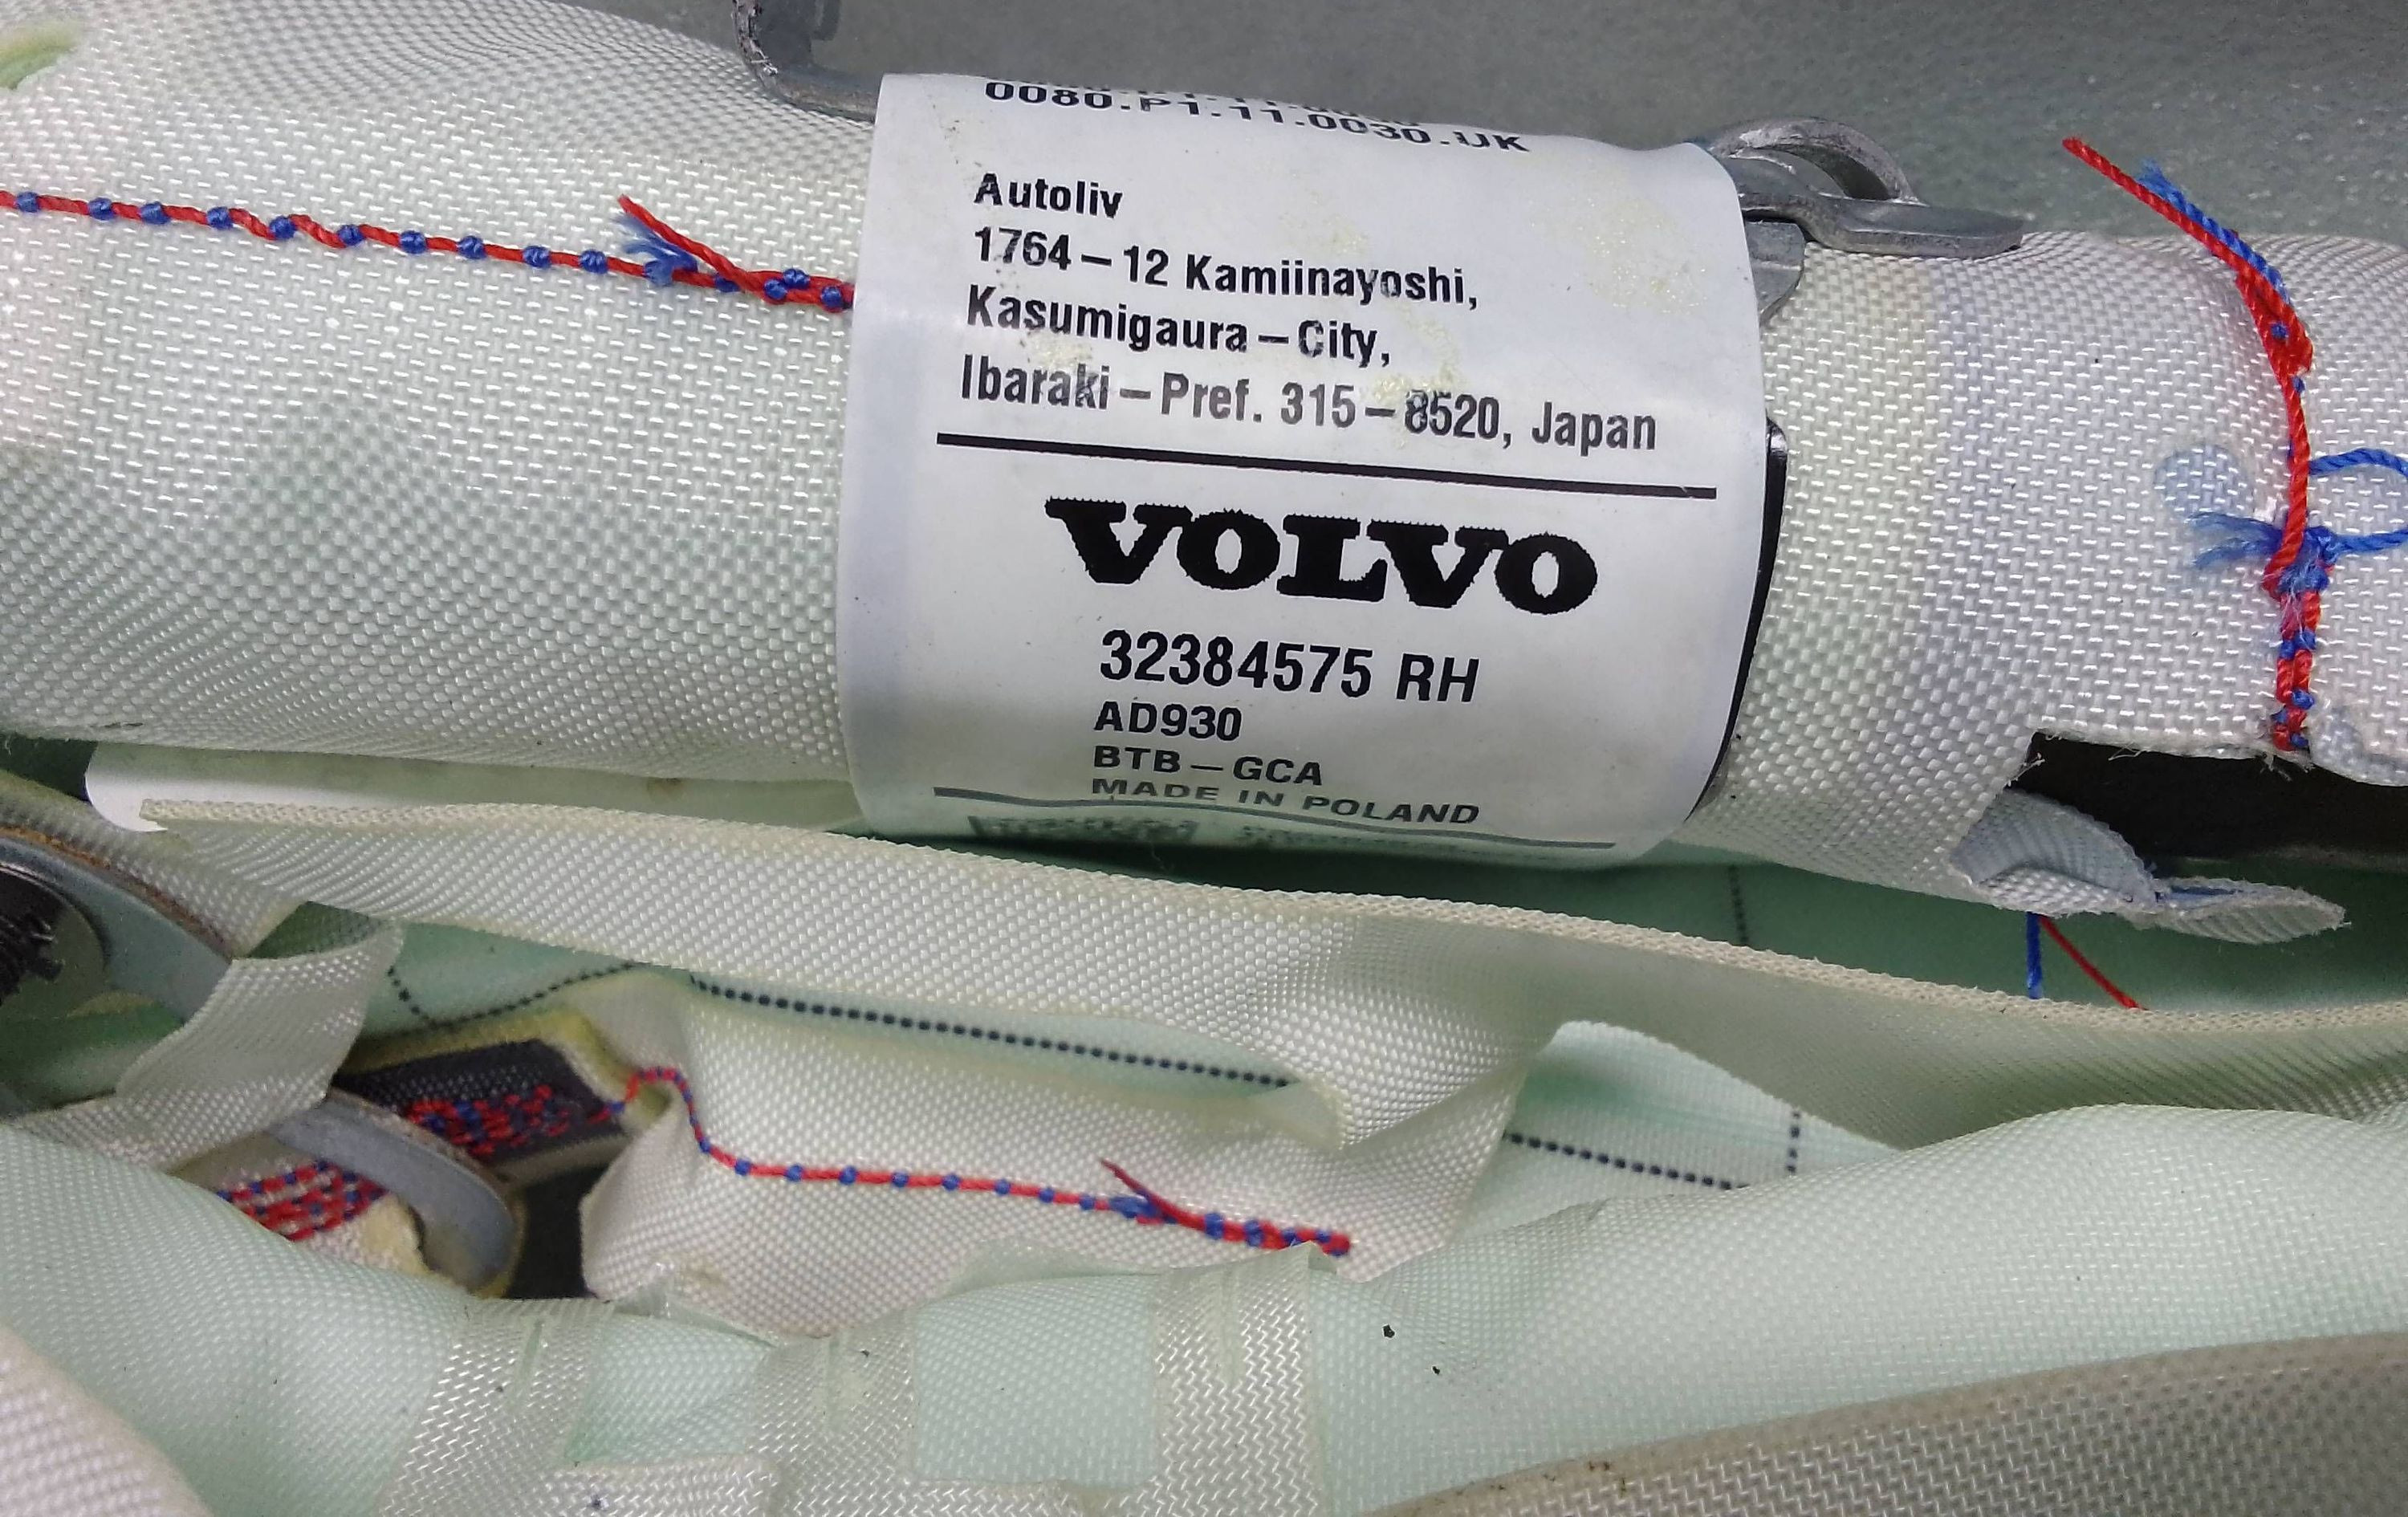 0080.P1.11.0030.UK
Autoliv
1764–12 Kamiinayoshi,
Kasumigaura–City,
Ibaraki–Pref. 315–8520, Japan
VOLVO
32384575 RH
AD930
BTB–GCA
MADE IN POLAND